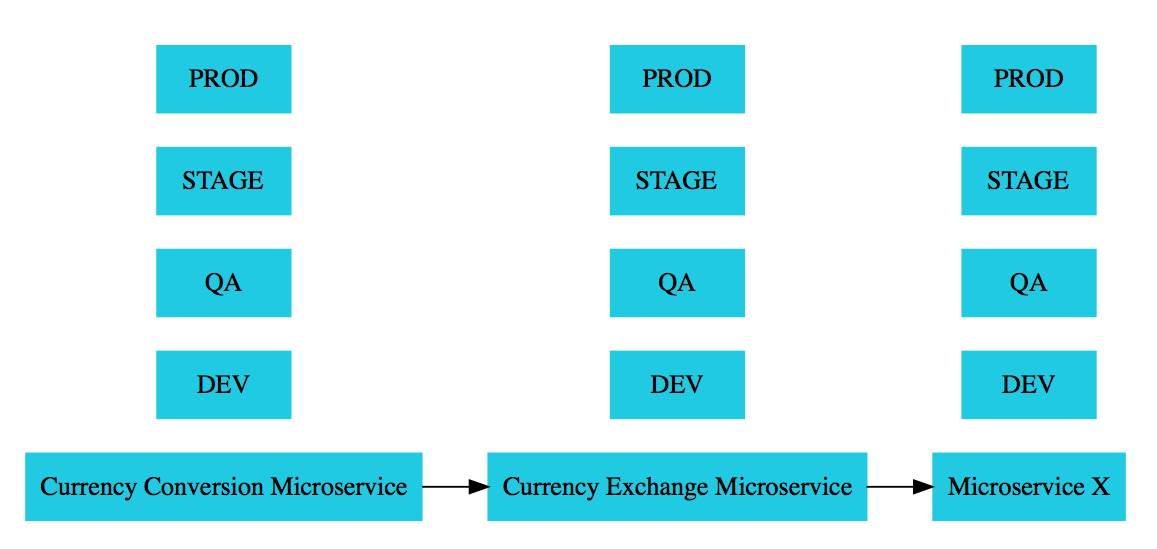 PROD
PROD
PROD
STAGE
STAGE
STAGE
QA
QA
QA
DEV
DEV
DEV
Currency Conversion Microservice
Currency Exchange Microservice
Microservice X